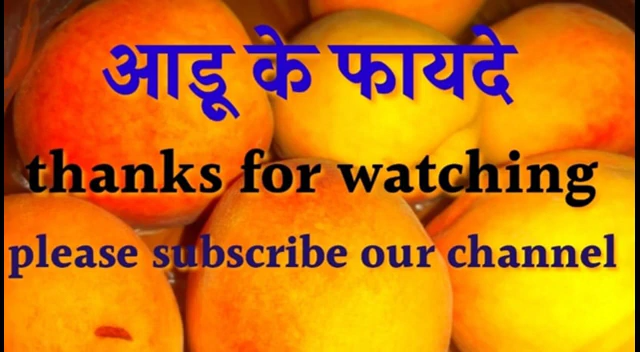 आडू के फायदे
thanks for watching
please subscribe our channel